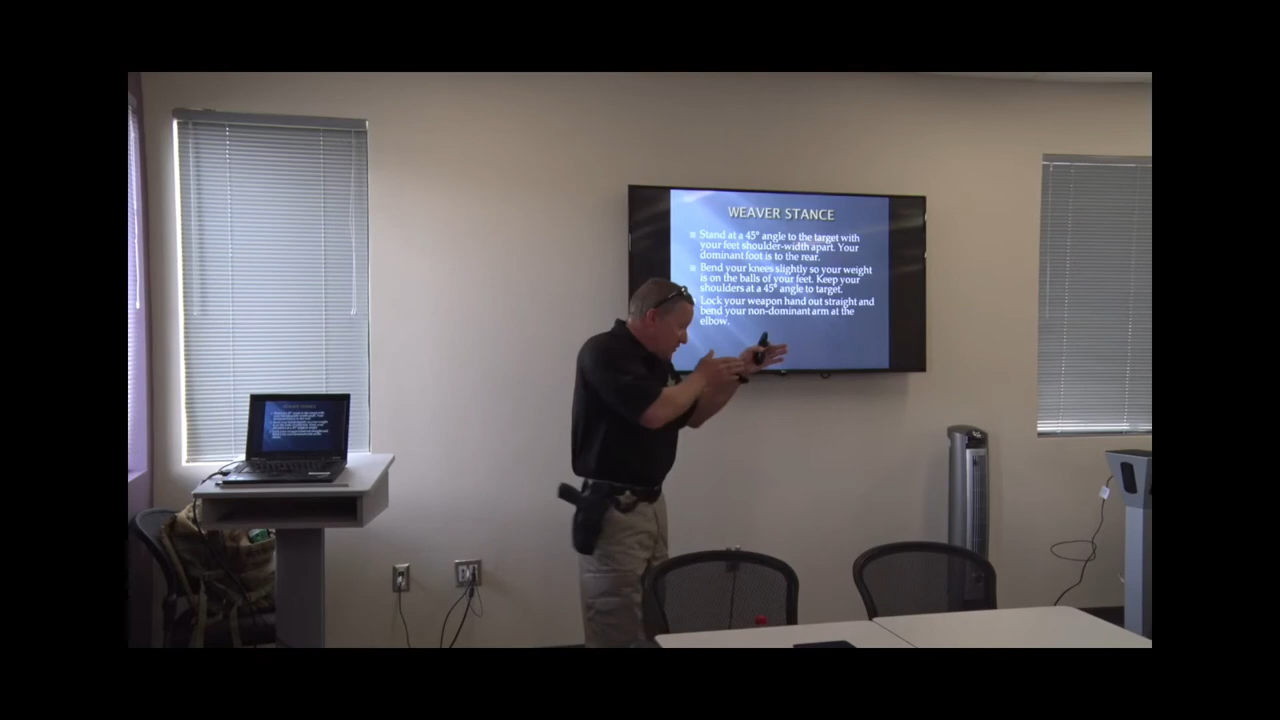 WEAVER STANCE
Stand at a 45° angle to the target with
your feet shoulder-width apart. Your
dominant foot is to the rear.
Bend your knees slightly so your weight
is on the balls of your feet. Keep your
shoulders at a 45° angle to target.
Lock your weapon hand out straight and
bend your non-dominant arm at the
elbow.
WEAVER STANCE